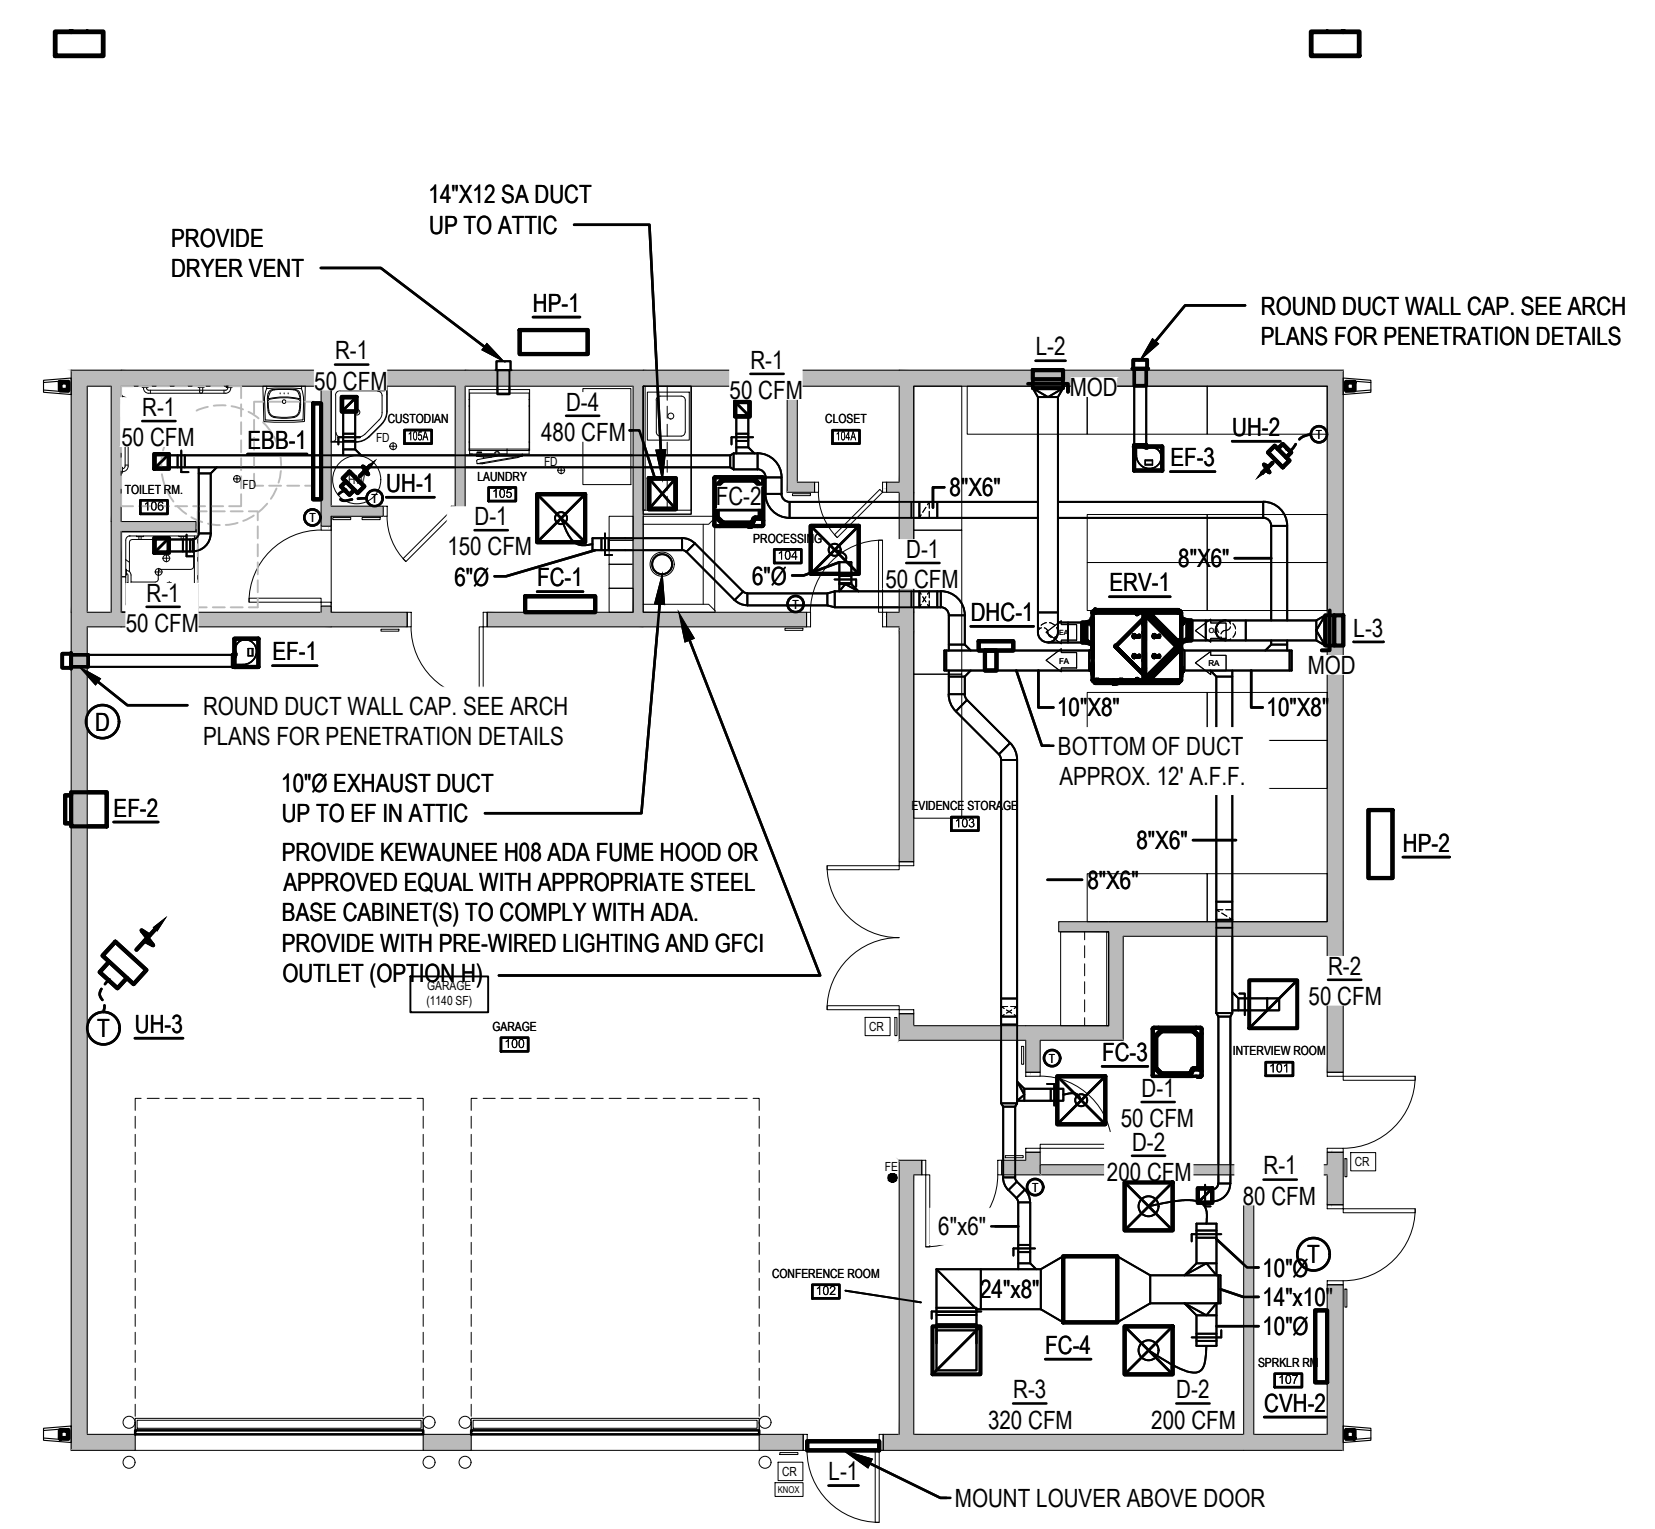 14"X12 SA DUCT
UP TO ATTIC
PROVIDE
DRYER VENT
HP-1
ROUND DUCT WALL CAP. SEE ARCH
PLANS FOR PENETRATION DETAILS
R-1
50 CFM
R-1
50 CFM
L-2
MOD
R-1
50 CFM
EBB-1
CUSTODIAN
105A
FD
D-4
480 CFM
CLOSET
104A
UH-2
T
EF-3
TOILET RM.
106
FD
UH-1
T
LAUNDRY
105
FD
FC-2
8"X6"
T
D-1
150 CFM
PROCESSING
104
D-1
50 CFM
8"X6"
6"Ø
FC-1
6"Ø
T
R-1
50 CFM
ERV-1
DHC-1
EA
OA
FA
RA
L-3
MOD
EF-1
ROUND DUCT WALL CAP. SEE ARCH
PLANS FOR PENETRATION DETAILS
D
10"X8"
10"X8"
BOTTOM OF DUCT
APPROX. 12' A.F.F.
10"Ø EXHAUST DUCT
UP TO EF IN ATTIC
EF-2
EVIDENCE STORAGE
103
8"X6"
HP-2
PROVIDE KEWAUNEE H08 ADA FUME HOOD OR
APPROVED EQUAL WITH APPROPRIATE STEEL
BASE CABINET(S) TO COMPLY WITH ADA.
PROVIDE WITH PRE-WIRED LIGHTING AND GFCI
OUTLET (OPTION H)
8"X6"
GARAGE
(1140 SF)
R-2
50 CFM
T
UH-3
GARAGE
100
CR
T
FC-3
INTERVIEW ROOM
101
D-1
50 CFM
D-2
200 CFM
FE
T
R-1
80 CFM
CR
6"x6"
T
CONFERENCE ROOM
102
24"x8"
10"Ø
14"x10"
10"Ø
FC-4
SPRKLR RM
107
CVH-2
R-3
320 CFM
D-2
200 CFM
CR
KNOX
L-1
MOUNT LOUVER ABOVE DOOR